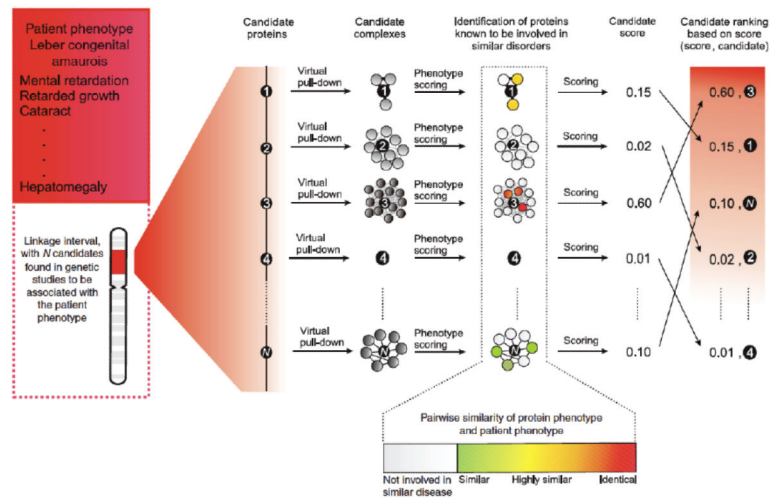 Patient phenotype
Leber congenital
amaurois
Mental retardation
Retarded growth
Cataract
.
.
.
.
Hepatomegaly
Linkage interval,
with N candidates
found in genetic
studies to be
associated with
the patient
phenotype
Candidate
proteins
Candidate
complexes
Identification of proteins
known to be involved in
similar disorders
Candidate
score
Candidate ranking
based on score
(score, candidate)
1
Virtual
pull-down
1
Phenotype
scoring
1
Scoring
0.15
0.60 , 3
2
Virtual
pull-down
2
Phenotype
scoring
2
Scoring
0.02
0.15 , 1
3
Virtual
pull-down
3
Phenotype
scoring
3
Scoring
0.60
0.10 , N
4
Virtual
pull-down
4
Phenotype
scoring
4
Scoring
0.01
0.02 , 2
N
Virtual
pull-down
N
Phenotype
scoring
N
Scoring
0.10
0.01 , 4
Pairwise similarity of protein phenotype
and patient phenotype
Not involved in
similar disease
Similar
Highly similar
Identical